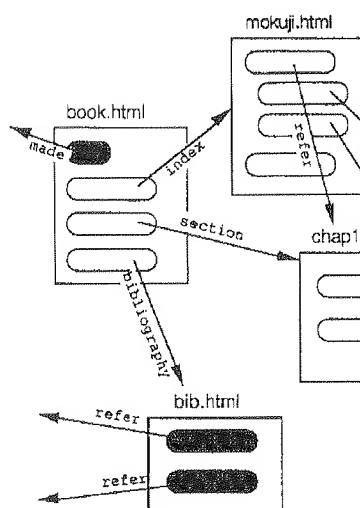 mokuji.html
book.html
made
index
refer
section
chap1
bibliography
bib.html
refer
refer